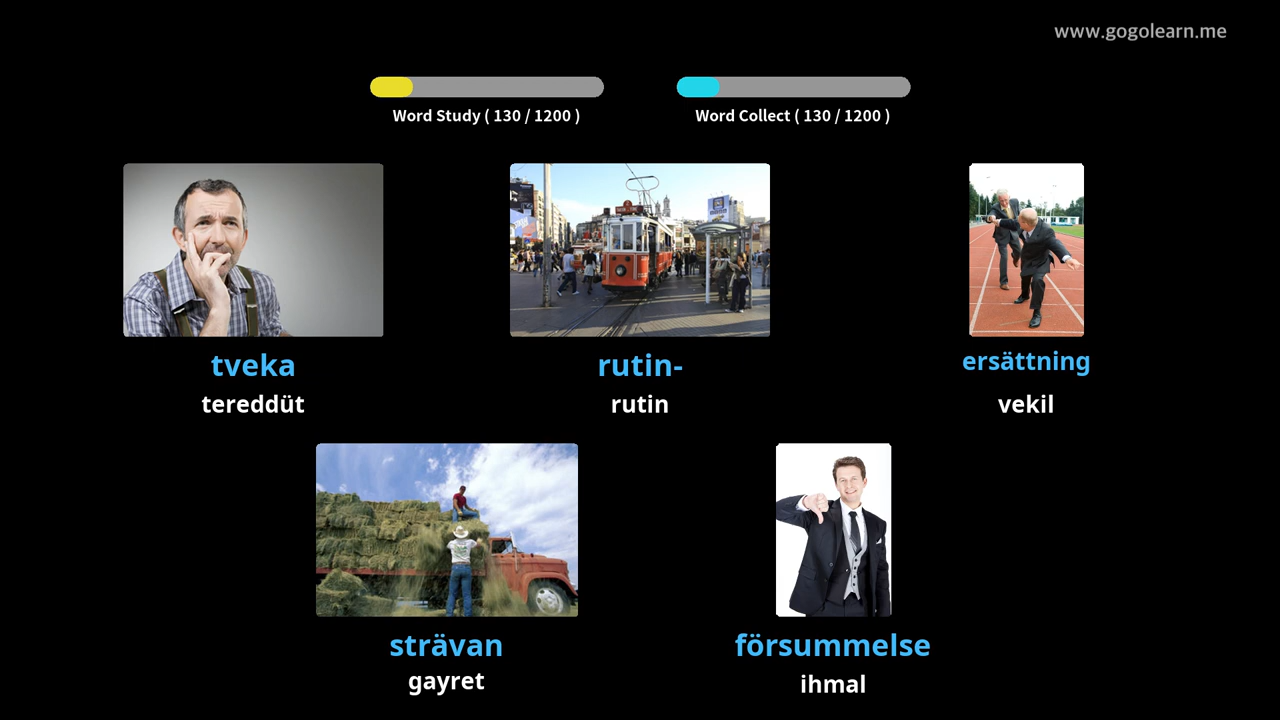 www.gogolearn.me
Word Study ( 130 / 1200 )
Word Collect ( 130 / 1200 )
tveka
tereddüt
rutin-
rutin
ersättning
vekil
strävan
gayret
försummelse
ihmal